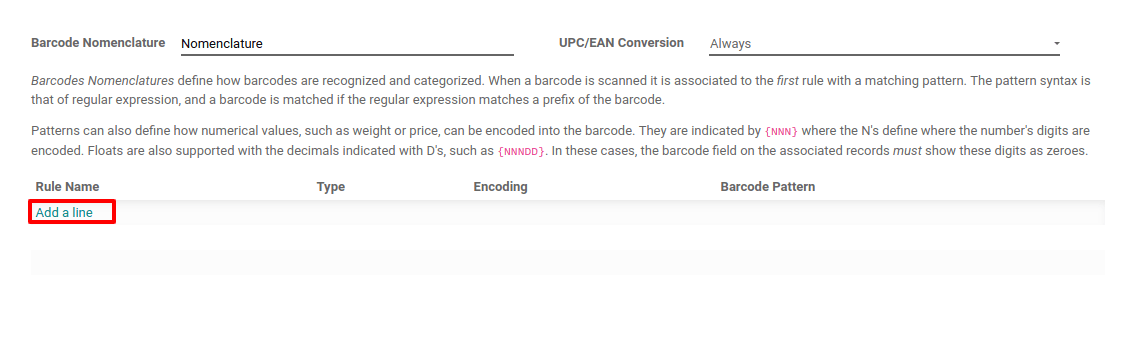 Barcode Nomenclature Nomenclature UPC/EAN Conversion Always
Barcodes Nomenclatures define how barcodes are recognized and categorized. When a barcode is scanned it is associated to the first rule with a matching pattern. The pattern syntax is
that of regular expression, and a barcode is matched if the regular expression matches a prefix of the barcode.
Patterns can also define how numerical values, such as weight or price, can be encoded into the barcode. They are indicated by {NNN} where the N's define where the number's digits are
encoded. Floats are also supported with the decimals indicated with D's, such as {NNNDD}. In these cases, the barcode field on the associated records must show these digits as zeroes.
Rule Name Type Encoding Barcode Pattern
Add a line